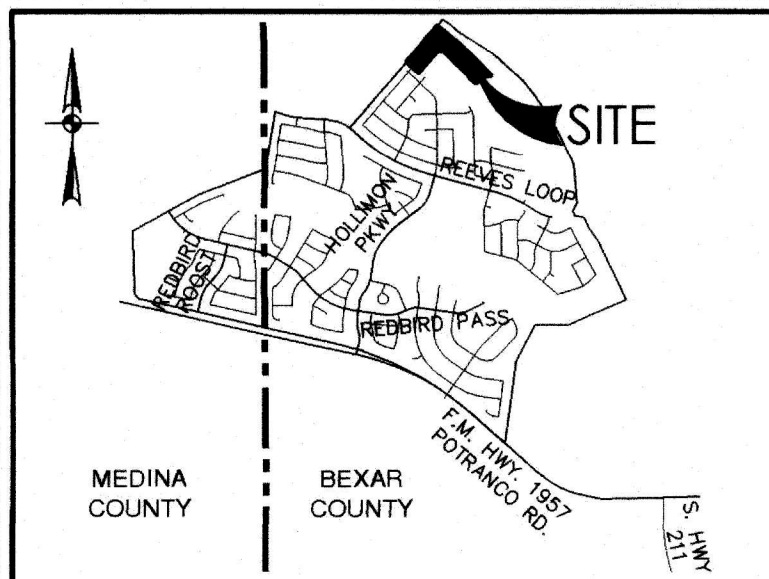 SITE
REEVES LOOP
HOLLIMON
PKWY
REDBIRD
ROOST
REDBIRD PASS
F.M. HWY. 1957
POTRANCO RD.
MEDINA
COUNTY
BEXAR
COUNTY
S. HWY
211